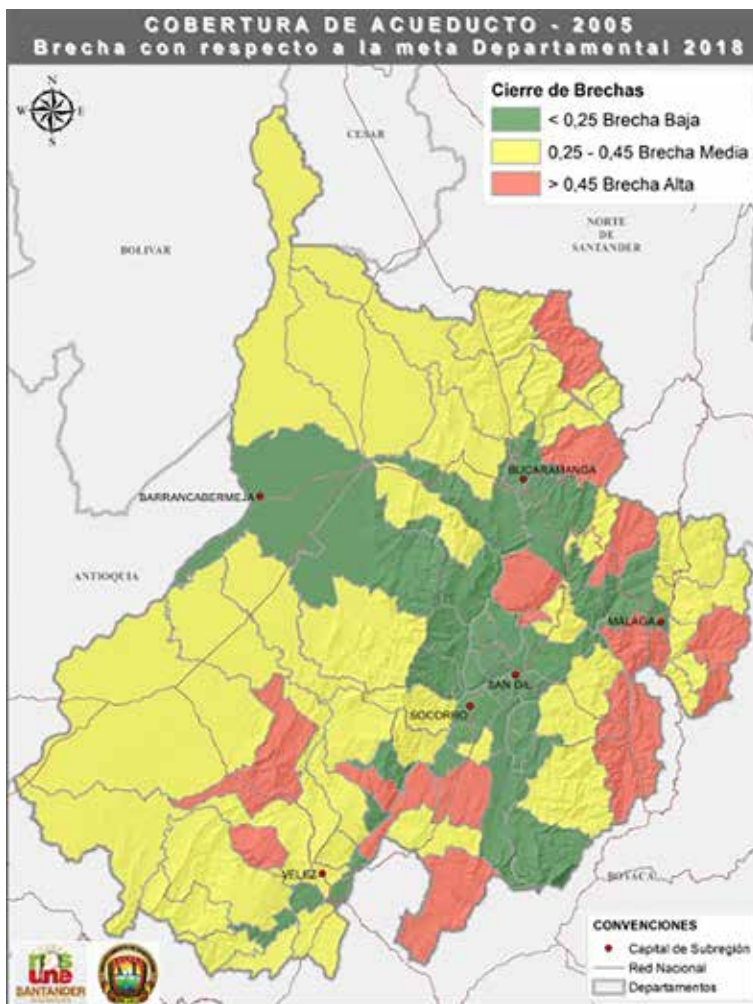 COBERTURA DE ACUEDUCTO - 2005
Brecha con respecto a la meta Departamental 2018
N
W E
S
Cierre de Brechas
< 0,25 Brecha Baja
0,25 - 0,45 Brecha Media
> 0,45 Brecha Alta
CESAR
NORTE
DE
SANTANDER
BOLIVAR
BUCARAMANGA
BARRANCABERMEJA
ANTIOQUIA
MALAGA
SAN GIL
SOCORRO
VELEZ
BOYACA
CONVENCIONES
Capital de Subregión
Red Nacional
Departamentos
nos
une
SANTANDER